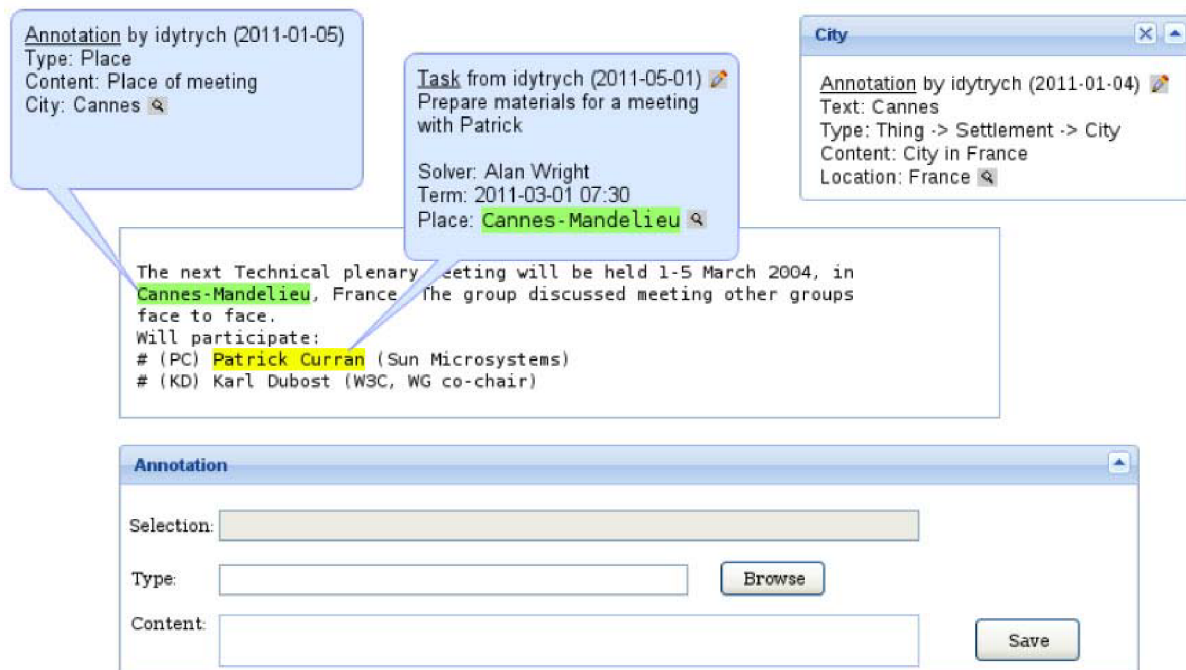 Annotation by idytrych (2011-01-05)
Type: Place
Content: Place of meeting
City: Cannes
Task from idytrych (2011-05-01)
Prepare materials for a meeting
with Patrick
Solver: Alan Wright
Term: 2011-03-01 07:30
Place: Cannes-Mandelieu
City
Annotation by idytrych (2011-01-04)
Text: Cannes
Type: Thing -> Settlement -> City
Content: City in France
Location: France
The next Technical plenary meeting will be held 1-5 March 2004, in
Cannes-Mandelieu, France. The group discussed meeting other groups
face to face.
Will participate:
# (PC) Patrick Curran (Sun Microsystems)
# (KD) Karl Dubost (W3C, WG co-chair)
Annotation
Selection:
Type:
Browse
Content:
Save